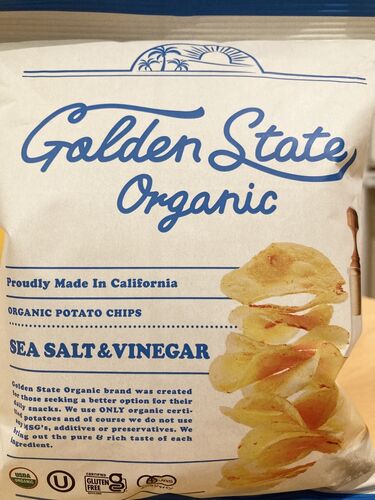 Golden State
Organic
Proudly Made In California
ORGANIC POTATO CHIPS
SEA SALT & VINEGAR
Golden State Organic brand was created
for those seeking a better option for their
daily snacks. We use ONLY organic certi-
potatoes and of course we do not use
any MSG's, additives or preservatives. We
bring out the pure & rich taste of each
ingredient.
USDA
ORGANIC
U
CERTIFIED
GLUTEN
FREE